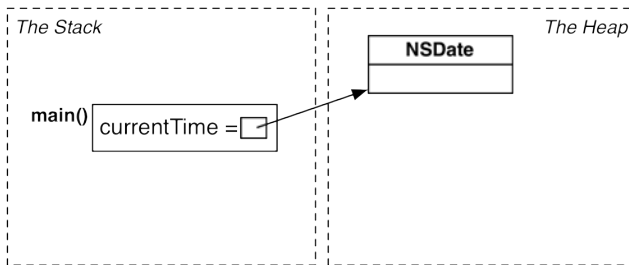 The Stack
The Heap
NSDate
main()
currentTime =